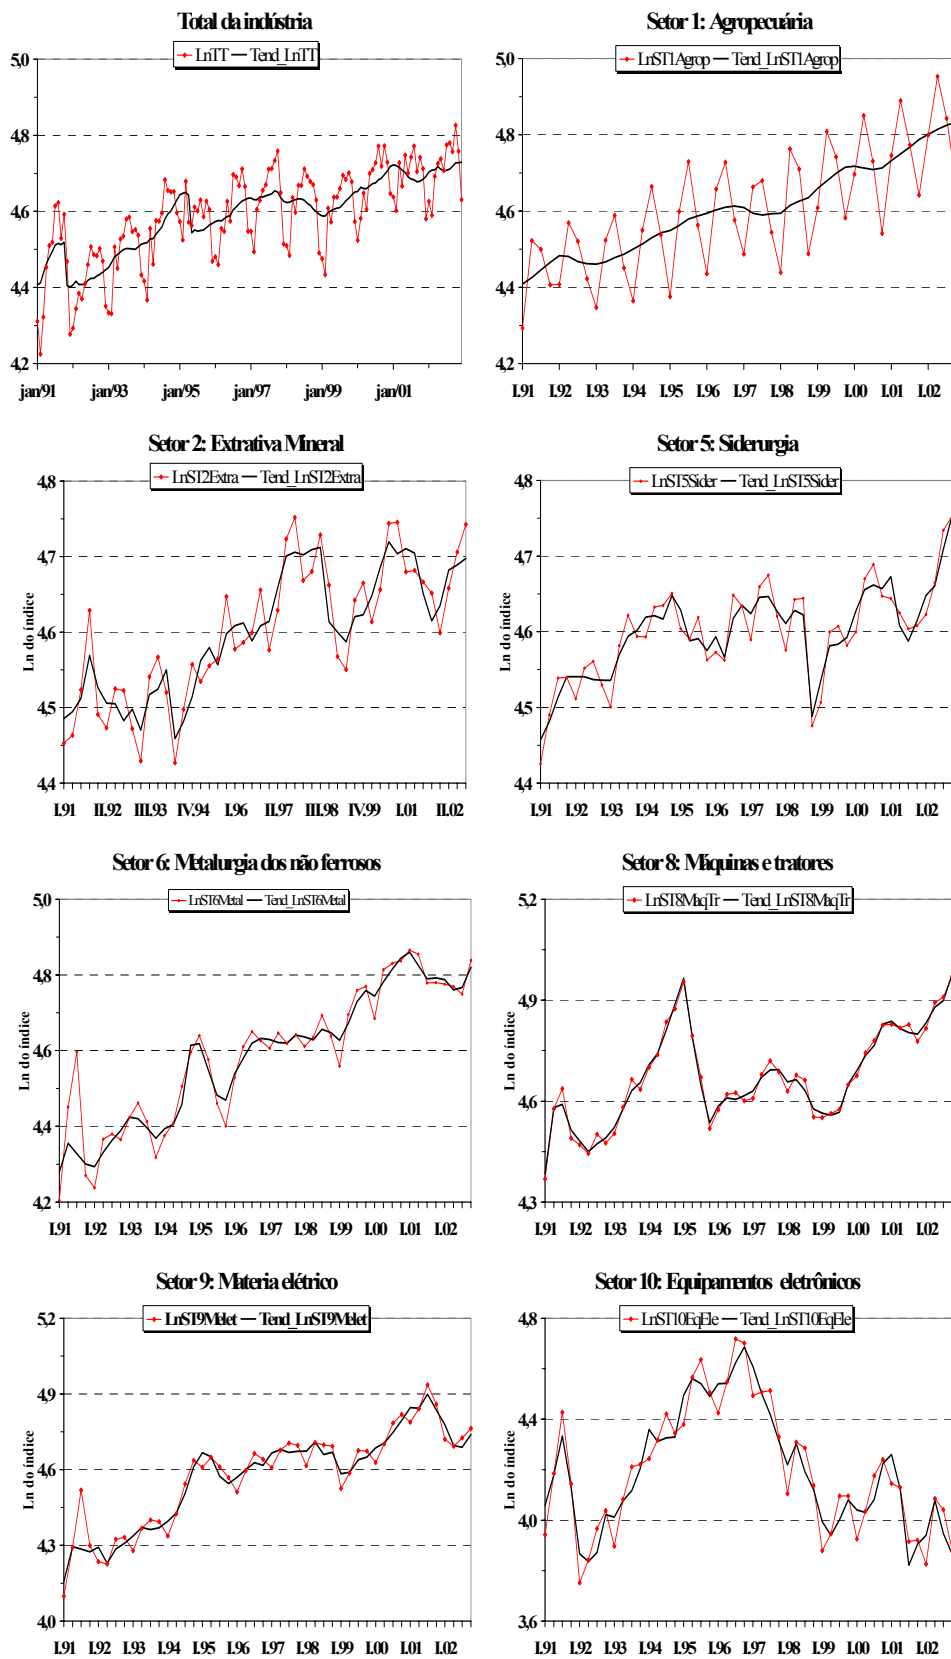 Total da indústria
LnTT Tend_LnTT
5,0
4,8
4,6
4,4
4,2
jan/91 jan/93 jan/95 jan/97 jan/99 jan/01
Setor 1: Agropecuária
LnST1Agrop Tend_LnST1Agrop
5,0
4,8
4,6
4,4
4,2
I.91 I.92 I.93 I.94 I.95 I.96 I.97 I.98 I.99 I.00 I.01 I.02
Setor 2: Extrativa Mineral
LnST2Extra Tend_LnST2Extra
Ln do índice
4,8
4,7
4,6
4,5
4,4
I.91 II.92 III.93 IV.94 I.96 II.97 III.98 IV.99 I.01 II.02
Setor 5: Siderurgia
LnST5Sider Tend_LnST5Sider
Ln do índice
4,8
4,7
4,6
4,5
4,4
I.91 I.92 I.93 I.94 I.95 I.96 I.97 I.98 I.99 I.00 I.01 I.02
Setor 6: Metalurgia dos não ferrosos
LnST6Metal Tend_LnST6Metal
Ln do índice
5,0
4,8
4,6
4,4
4,2
I.91 I.92 I.93 I.94 I.95 I.96 I.97 I.98 I.99 I.00 I.01 I.02
Setor 8: Máquinas e tratores
LnST8MaqTr Tend_LnST8MaqTr
Ln do índice
5,2
4,9
4,6
4,3
I.91 I.92 I.93 I.94 I.95 I.96 I.97 I.98 I.99 I.00 I.01 I.02
Setor 9: Materia elétrico
LnST9Melet Tend_LnST9Melet
Ln do índice
5,2
4,9
4,6
4,3
4,0
I.91 I.92 I.93 I.94 I.95 I.96 I.97 I.98 I.99 I.00 I.01 I.02
Setor 10: Equipamentos eletrônicos
LnST10EqEle Tend_LnST10EqEle
Ln do índice
4,8
4,4
4,0
3,6
I.91 I.92 I.93 I.94 I.95 I.96 I.97 I.98 I.99 I.00 I.01 I.02